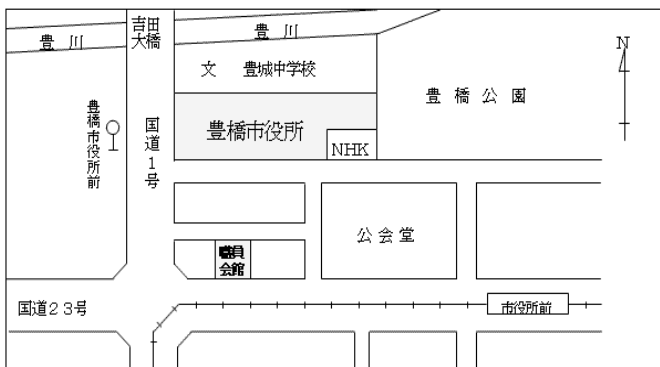 吉田
大橋
豊 川
豊 川
文 豊城中学校
豊 橋 公 園
N
豊橋市役所前
国道1号
豊橋市役所
NHK
公 会 堂
職員
会館
国道23号
市役所前